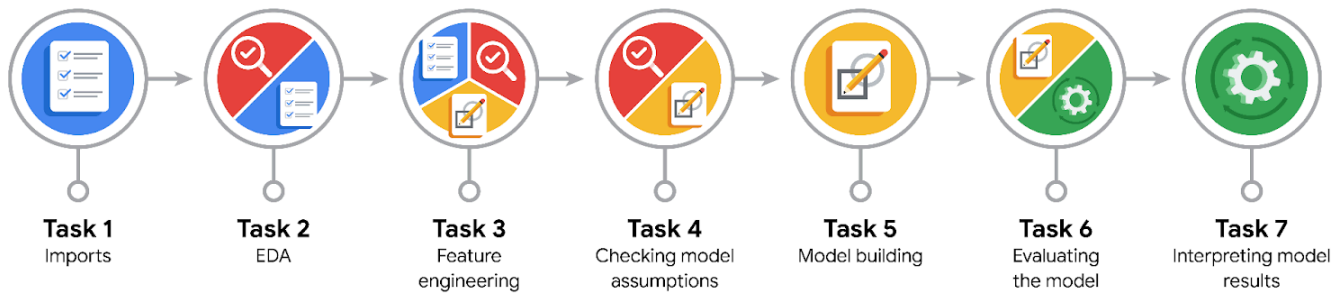 Task 1
Imports
Task 2
EDA
Task 3
Feature
engineering
Task 4
Checking model
assumptions
Task 5
Model building
Task 6
Evaluating
the model
Task 7
Interpreting model
results